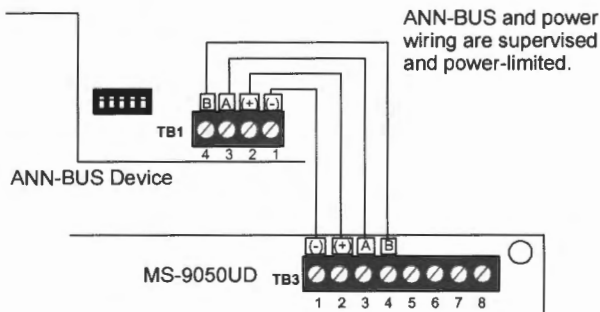 ANN-BUS and power
wiring are supervised
and power-limited.
B A (+) (-)
TB1
4 3 2 1
ANN-BUS Device
(-) (+) A B
MS-9050UD TB3
1 2 3 4 5 6 7 8